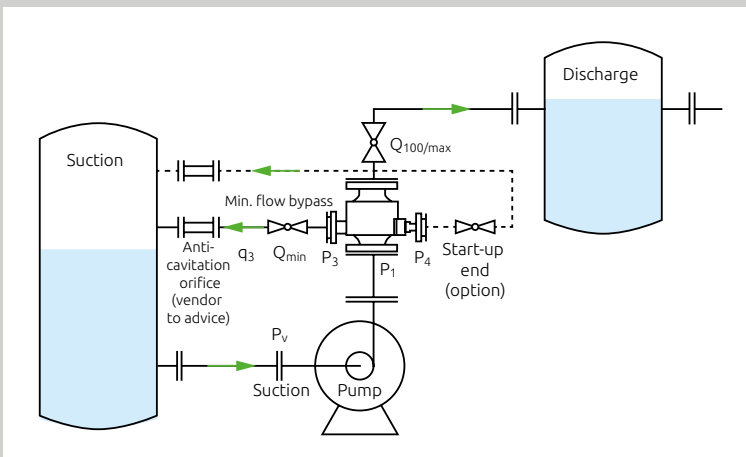 Discharge
Suction
Q100/max
Min. flow bypass
Anti-
cavitation
orifice
(vendor
to advice)
q3
Qmin
P3
P1
P4
Start-up
end
(option)
Pv
Suction
Pump